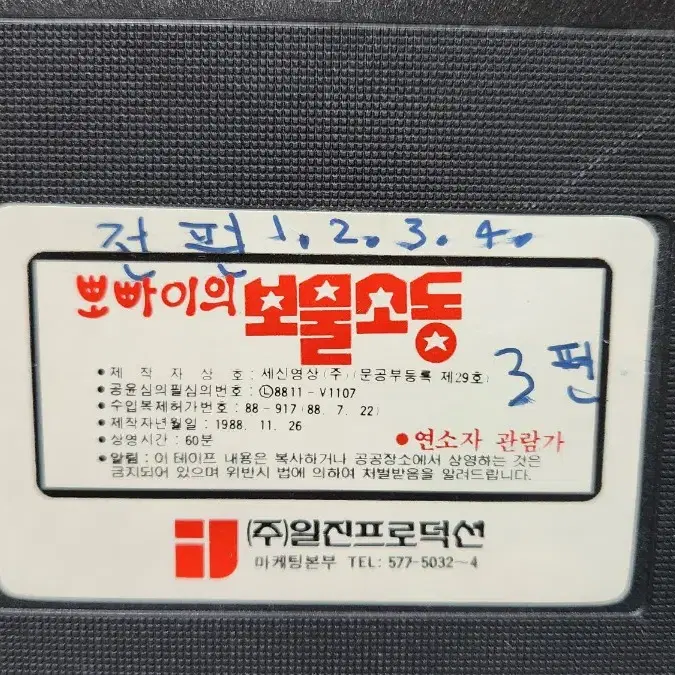 전편 1. 2. 3. 4.
뽀빠이의 보물소동
3편
• 제 작 자 상 호 : 세신영상 (주) (문공부등록 제29호)
• 공윤심의필심의번호 : Ⓛ8811-V1107
• 수입복제허가번호 : 88-917 (88. 7. 22)
• 제작자년월일 : 1988. 11. 26
• 상영시간 : 60분
● 연소자 관람가
• 알림 : 이 테이프 내용은 복사하거나 공공장소에서 상영하는 것은
금지되어 있으며 위반시 법에 의하여 처벌받음을 알려드립니다.
(주)일진프로덕션
마케팅본부 TEL: 577-5032~4